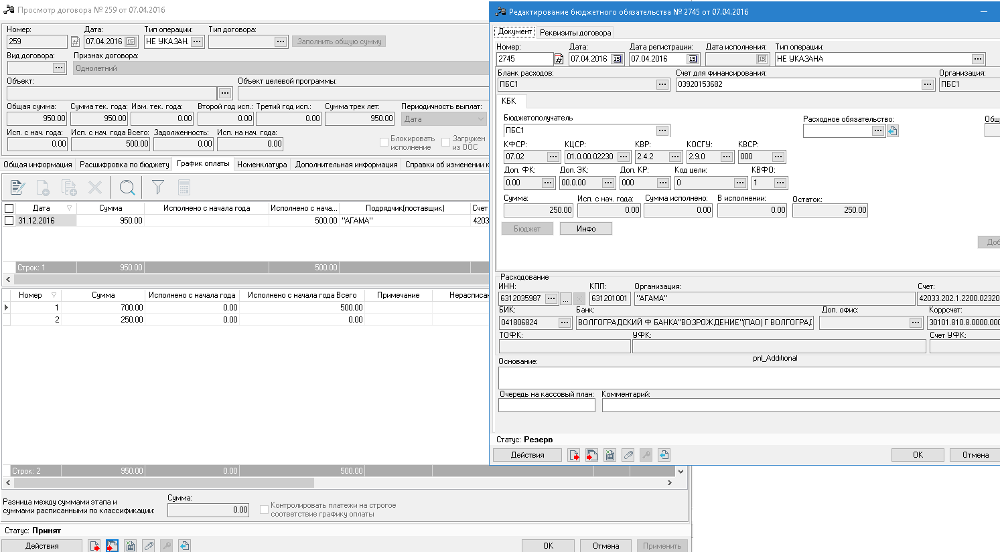 Просмотр договора № 259 от 07.04.2016
Номер: Дата: Тип операции: Тип договора:
259 07.04.2016 15 НЕ УКАЗАН. ... ... Заполнить общую сумму
Вид договора: Признак договора:
... Однолетний
Объект: Объект целевой программы:
...
Общая сумма: Сумма тек. года: Изм. тек. года: Второй год исп.: Третий год исп.: Сумма трех лет: Периодичность выплат:
950.00 950.00 0.00 0.00 0.00 950.00 Дата
Исп. с нач. года: Исп. с нач. года Всего: Задолженность: Исп. на нач. года:
0.00 500.00 0.00 0.00
Блокировать исполнение
Загружен из ООС
Общая информация Расшифровка по бюджету График оплаты Номенклатура Дополнительная информация Справки об изменении к
Дата Сумма Исполнено с начала года Исполнено с нача... Подрядчик(поставщик) Счет
31.12.2016 950.00 500.00 "АГАМА" 4203
Строк: 1 950.00 500.00
Номер Сумма Исполнено с начала года Исполнено с начала года Всего Примечание Нерасписан
1 700.00 0.00 500.00
2 250.00 0.00 0.00
Строк: 2 950.00 0.00 500.00
Разница между суммами этапа и
суммами расписанными по классификации:
Сумма:
0.00
Контролировать платежи на строгое
соответствие графику оплаты
Статус: Принят
Действия ОК Отмена Применить
Редактирование бюджетного обязательства № 2745 от 07.04.2016
Документ Реквизиты договора
Номер: Дата: Дата регистрации: Дата исполнения: Тип операции:
2745 07.04.2016 15 07.04.2016 15 15 НЕ УКАЗАНА ...
Бланк расходов: Счет для финансирования: Организация:
ПБС1 ... 03920153682 ... ПБС1
КБК
Бюджетополучатель Расходное обязательство: Общ
ПБС1 ... ...
КФСР: КЦСР: КВР: КОСГУ: КВСР:
07.02 ... 01.0.00.02230 ... 2.4.2 ... 2.9.0 ... 000 ...
Доп. ФК: Доп. ЭК: Доп. КР: Код цели: КВФО:
0.00 ... 00.0.00 ... 000 ... 0 ... 1 ...
Сумма: Исп. с нач. года: Сумма исполнено: В исполнении: Остаток:
250.00 0.00 0.00 0.00 250.00
Бюджет Инфо
Доб
Расходование
ИНН: КПП: Организация: Счет:
6312035987 ... ... 631201001 "АГАМА" 42033.202.1.2200.02320
БИК: Банк: Доп. офис: Коррсчет:
041806824 ... ВОЛГОГРАДСКИЙ Ф БАНКА"ВОЗРОЖДЕНИЕ"(ПАО) Г ВОЛГОГРАД ... 30101.810.8.0000.000
ТОФК: УФК: Счет УФК:
pnl_Additional
Основание:
Очередь на кассовый план: Комментарий:
Статус: Резерв
Действия ОК Отмена